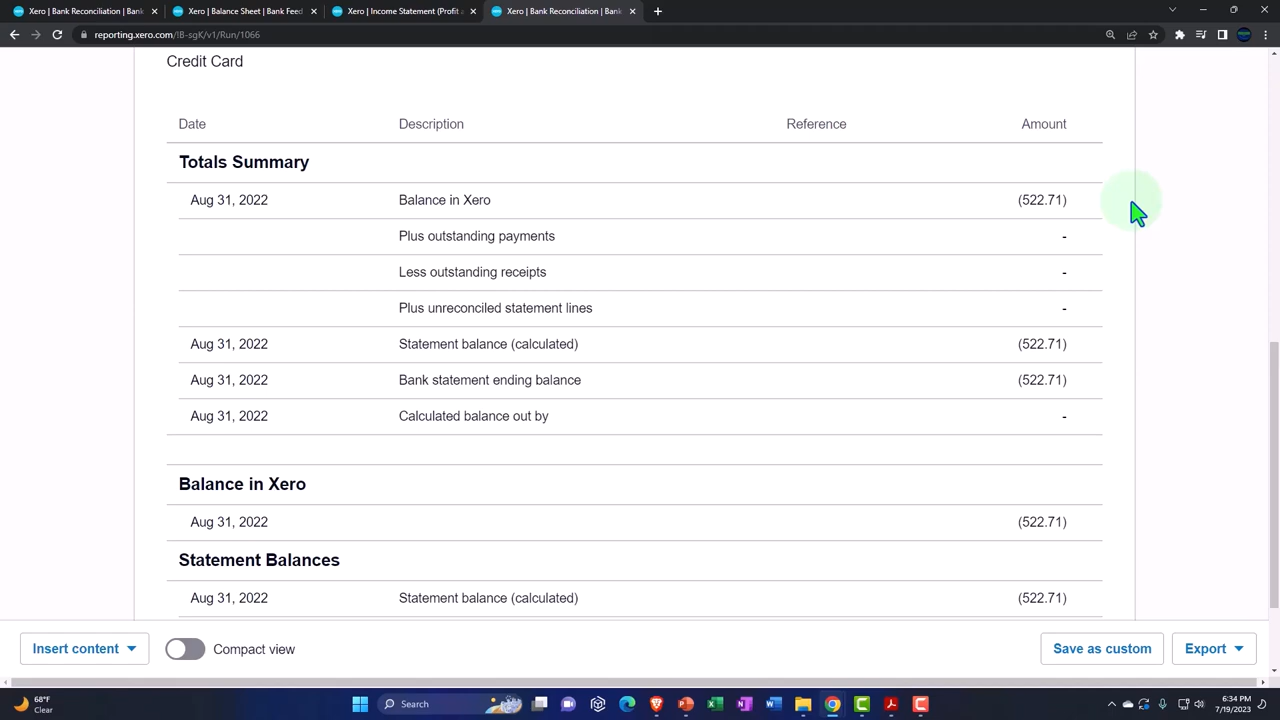 Xero | Bank Reconciliation | Bank
Xero | Balance Sheet | Bank Feed
Xero | Income Statement (Profit a
Xero | Bank Reconciliation | Bank
reporting.xero.com/IB-sgK/v1/Run/1066
Credit Card
Date Description Reference Amount
Totals Summary
Aug 31, 2022 Balance in Xero (522.71)
Plus outstanding payments -
Less outstanding receipts -
Plus unreconciled statement lines -
Aug 31, 2022 Statement balance (calculated) (522.71)
Aug 31, 2022 Bank statement ending balance (522.71)
Aug 31, 2022 Calculated balance out by -
Balance in Xero
Aug 31, 2022 (522.71)
Statement Balances
Aug 31, 2022 Statement balance (calculated) (522.71)
Insert content Compact view Save as custom Export
68°F
Clear
Search
6:34 PM
7/19/2023